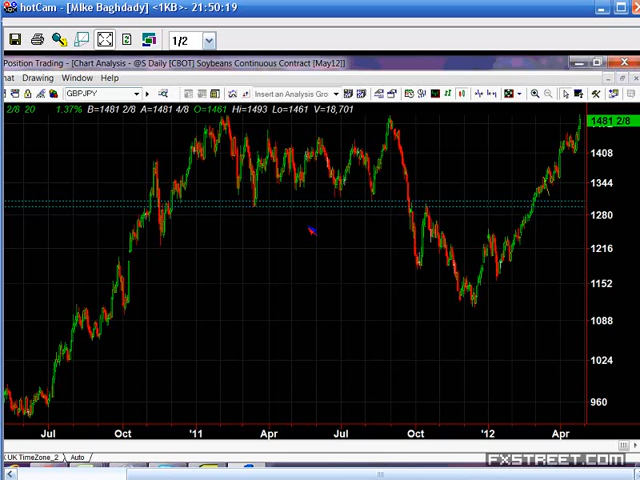 hotCam - [MIke Baghdady] <1KB>- 21:50:19
1/2
Position Trading - [Chart Analysis - @S Daily [CBOT] Soybeans Continuous Contract [May12]]
hat Drawing Window Help
GBPJPY
Insert an Analysis Gro
2/8 20 1.37% B=1481 2/8 A=1481 4/8 O=1461 Hi=1493 Lo=1461 V=18,701
1481 2/8
1408
1344
1280
1216
1152
1088
1024
960
Jul Oct '11 Apr Jul Oct '12 Apr
UK TimeZone_2 Auto
FXSTREET.COM